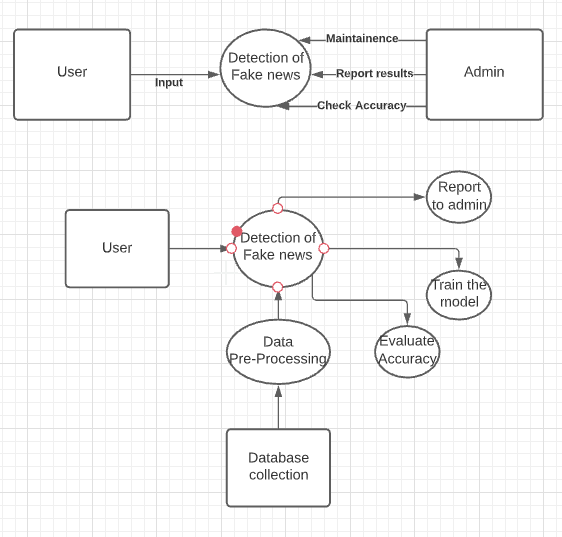 User
Input
Detection of
Fake news
Maintainence
Report results
Check Accuracy
Admin
User
Detection of
Fake news
Report
to admin
Train the
model
Evaluate
Accuracy
Data
Pre-Processing
Database
collection